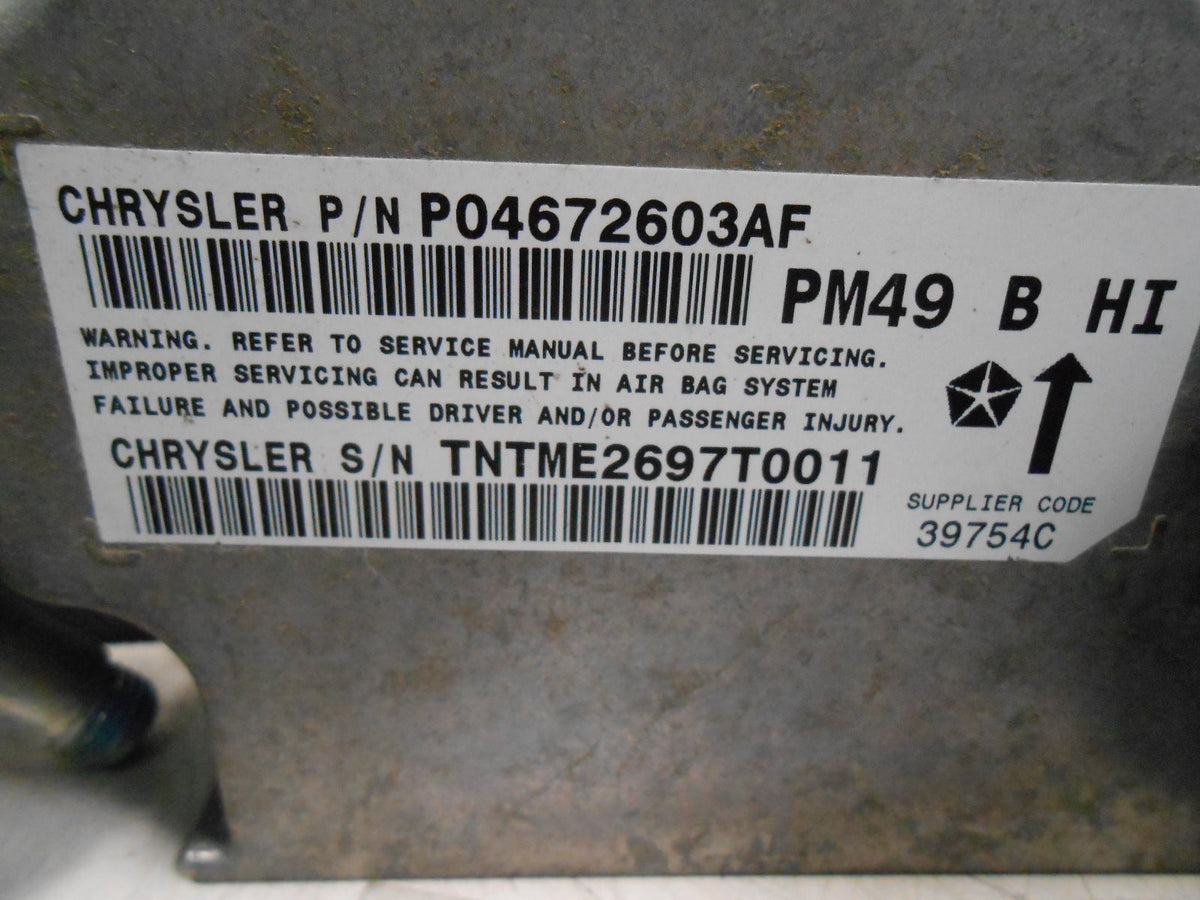 CHRYSLER P/N P04672603AF
PM49 B HI
WARNING. REFER TO SERVICE MANUAL BEFORE SERVICING.
IMPROPER SERVICING CAN RESULT IN AIR BAG SYSTEM
FAILURE AND POSSIBLE DRIVER AND/OR PASSENGER INJURY.
CHRYSLER S/N TNTME2697T0011
SUPPLIER CODE
39754C